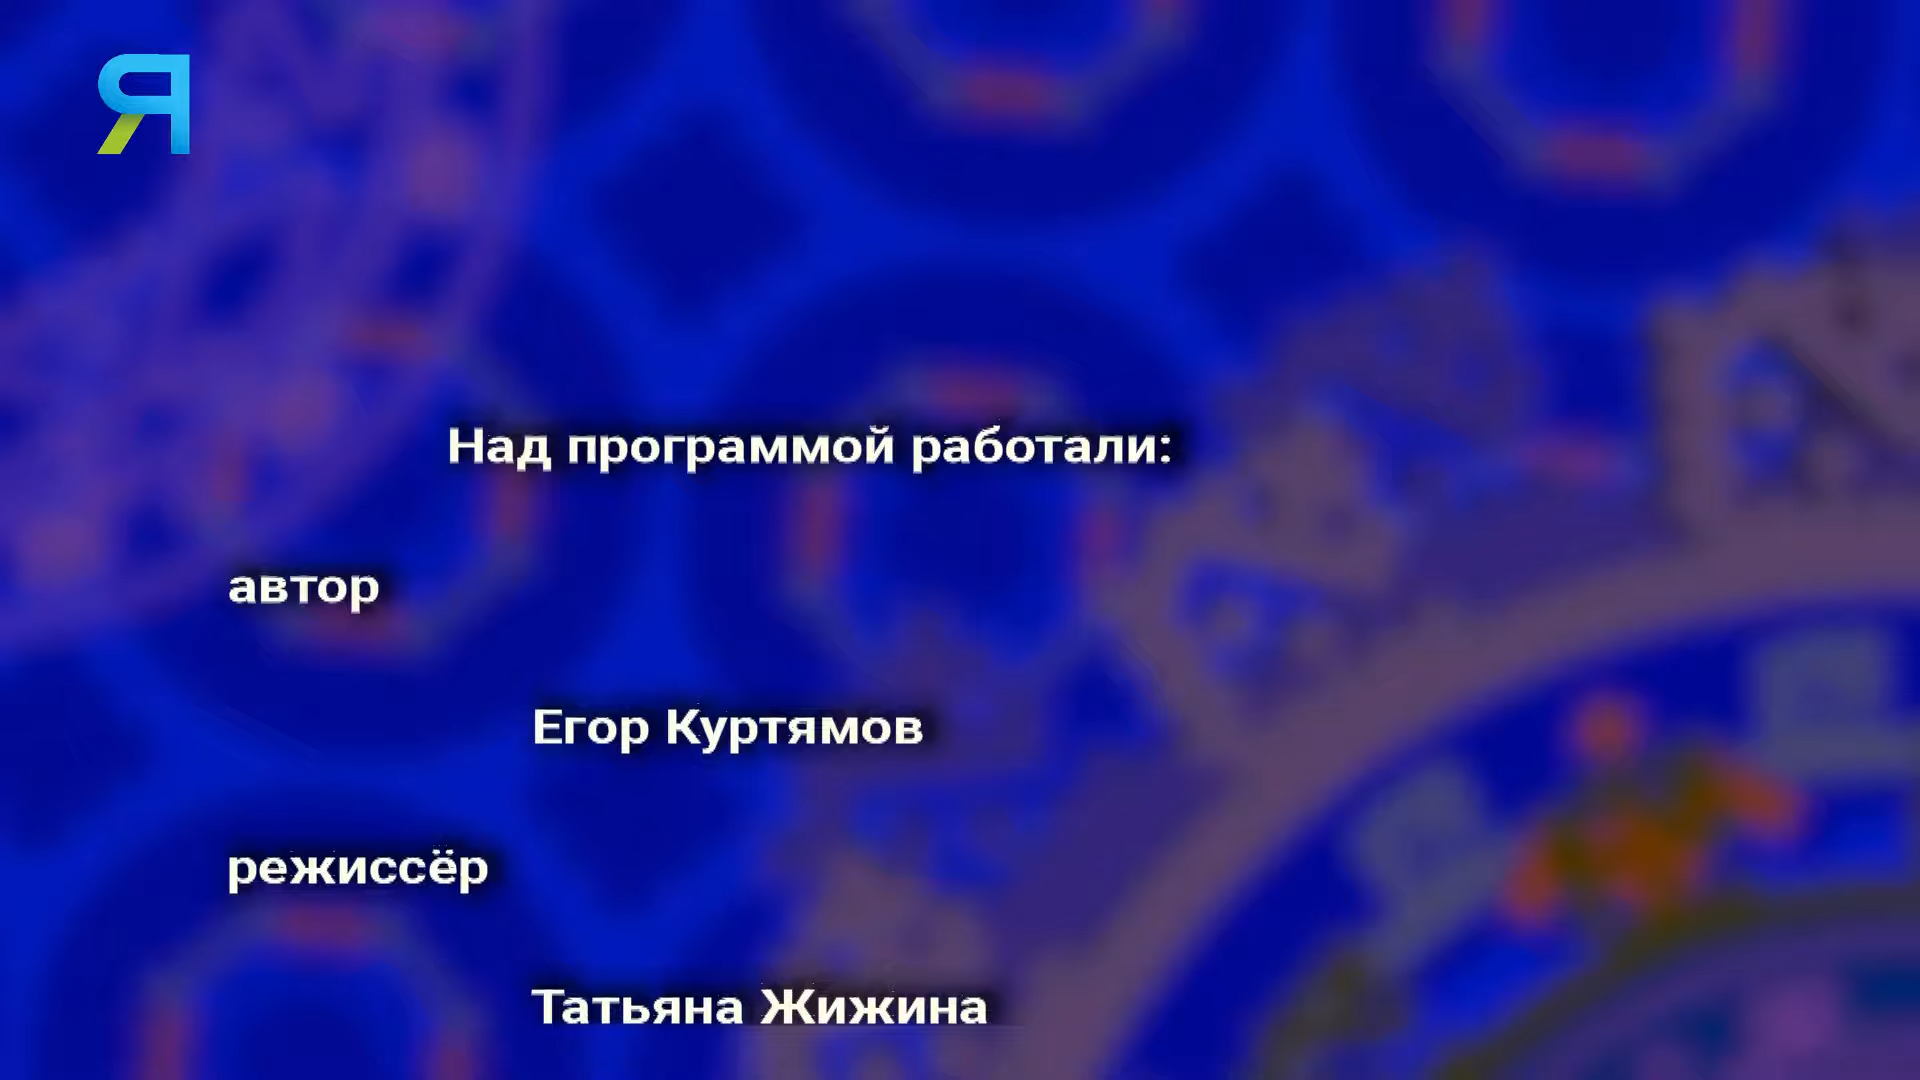 Я
Над программой работали:
автор
Егор Куртямов
режиссёр
Татьяна Жижина